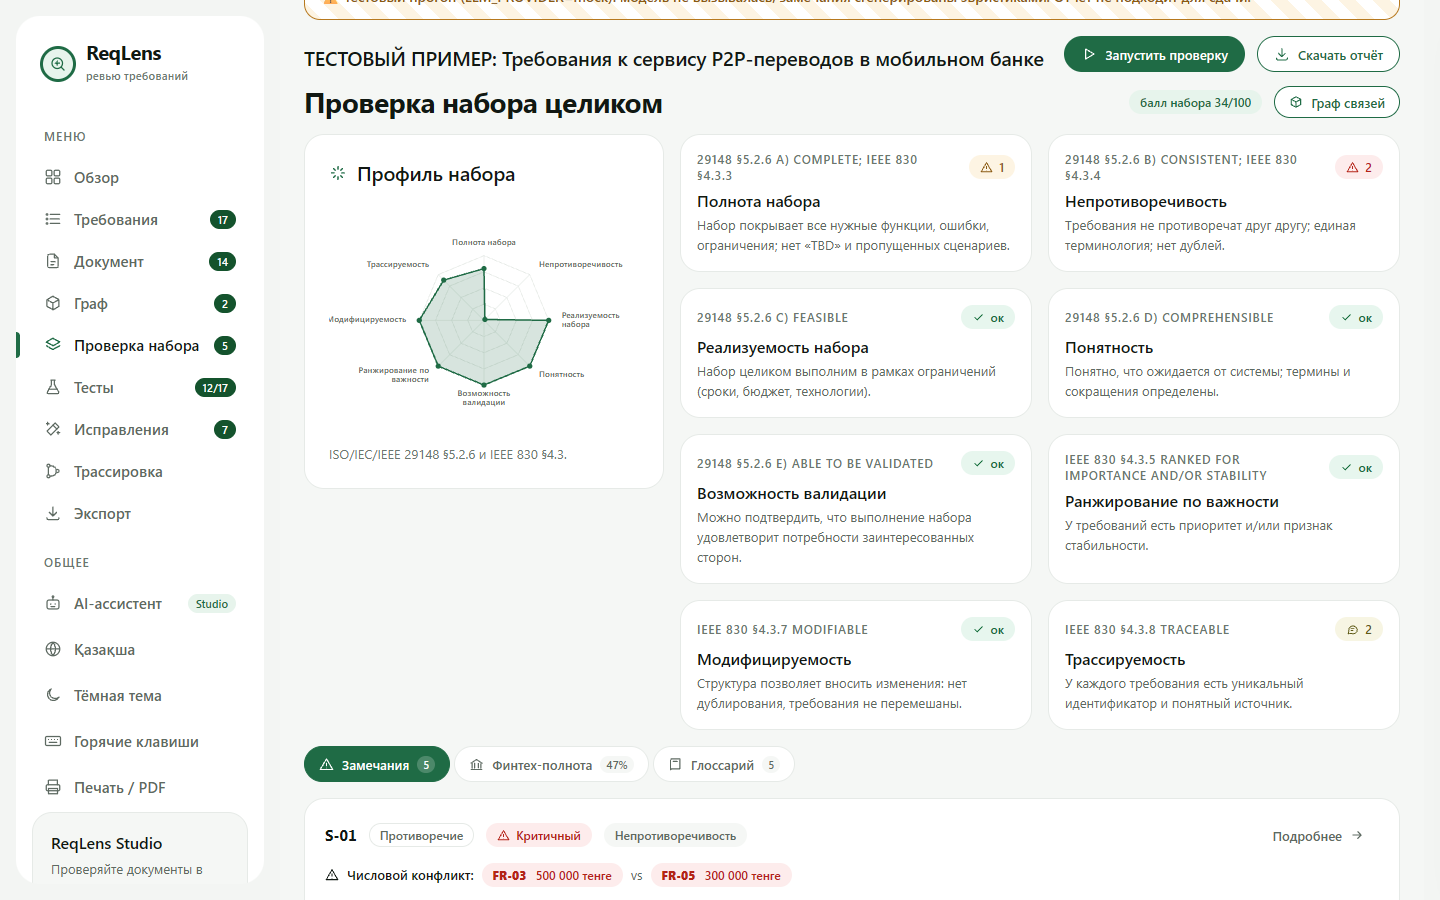 ReqLens
ревью требований
МЕНЮ
Обзор
Требования 17
Документ 14
Граф 2
Проверка набора 5
Тесты 12/17
Исправления 7
Трассировка
Экспорт
ОБЩЕЕ
AI-ассистент Studio
Қазақша
Тёмная тема
Горячие клавиши
Печать / PDF
ReqLens Studio
Проверяйте документы в
ТЕСТОВЫЙ ПРИМЕР: Требования к сервису P2P-переводов в мобильном банке
Запустить проверку
Скачать отчёт
Проверка набора целиком
балл набора 34/100
Граф связей
Профиль набора
Полнота набора
Трассируемость
Непротиворечивость
Модифицируемость
Реализуемость
набора
Ранжирование по
важности
Понятность
Возможность
валидации
ISO/IEC/IEEE 29148 §5.2.6 и IEEE 830 §4.3.
29148 §5.2.6 A) COMPLETE; IEEE 830
§4.3.3
1
Полнота набора
Набор покрывает все нужные функции, ошибки,
ограничения; нет «TBD» и пропущенных сценариев.
29148 §5.2.6 B) CONSISTENT; IEEE 830
§4.3.4
2
Непротиворечивость
Требования не противоречат друг другу; единая
терминология; нет дублей.
29148 §5.2.6 C) FEASIBLE
ок
Реализуемость набора
Набор целиком выполним в рамках ограничений
(сроки, бюджет, технологии).
29148 §5.2.6 D) COMPREHENSIBLE
ок
Понятность
Понятно, что ожидается от системы; термины и
сокращения определены.
29148 §5.2.6 E) ABLE TO BE VALIDATED
ок
Возможность валидации
Можно подтвердить, что выполнение набора
удовлетворит потребности заинтересованных
сторон.
IEEE 830 §4.3.5 RANKED FOR
IMPORTANCE AND/OR STABILITY
ок
Ранжирование по важности
У требований есть приоритет и/или признак
стабильности.
IEEE 830 §4.3.7 MODIFIABLE
ок
Модифицируемость
Структура позволяет вносить изменения: нет
дублирования, требования не перемешаны.
IEEE 830 §4.3.8 TRACEABLE
2
Трассируемость
У каждого требования есть уникальный
идентификатор и понятный источник.
Замечания 5
Финтех-полнота 47%
Глоссарий 5
S-01 Противоречие Критичный Непротиворечивость
Подробнее
Числовой конфликт: FR-03 500 000 тенге vs FR-05 300 000 тенге